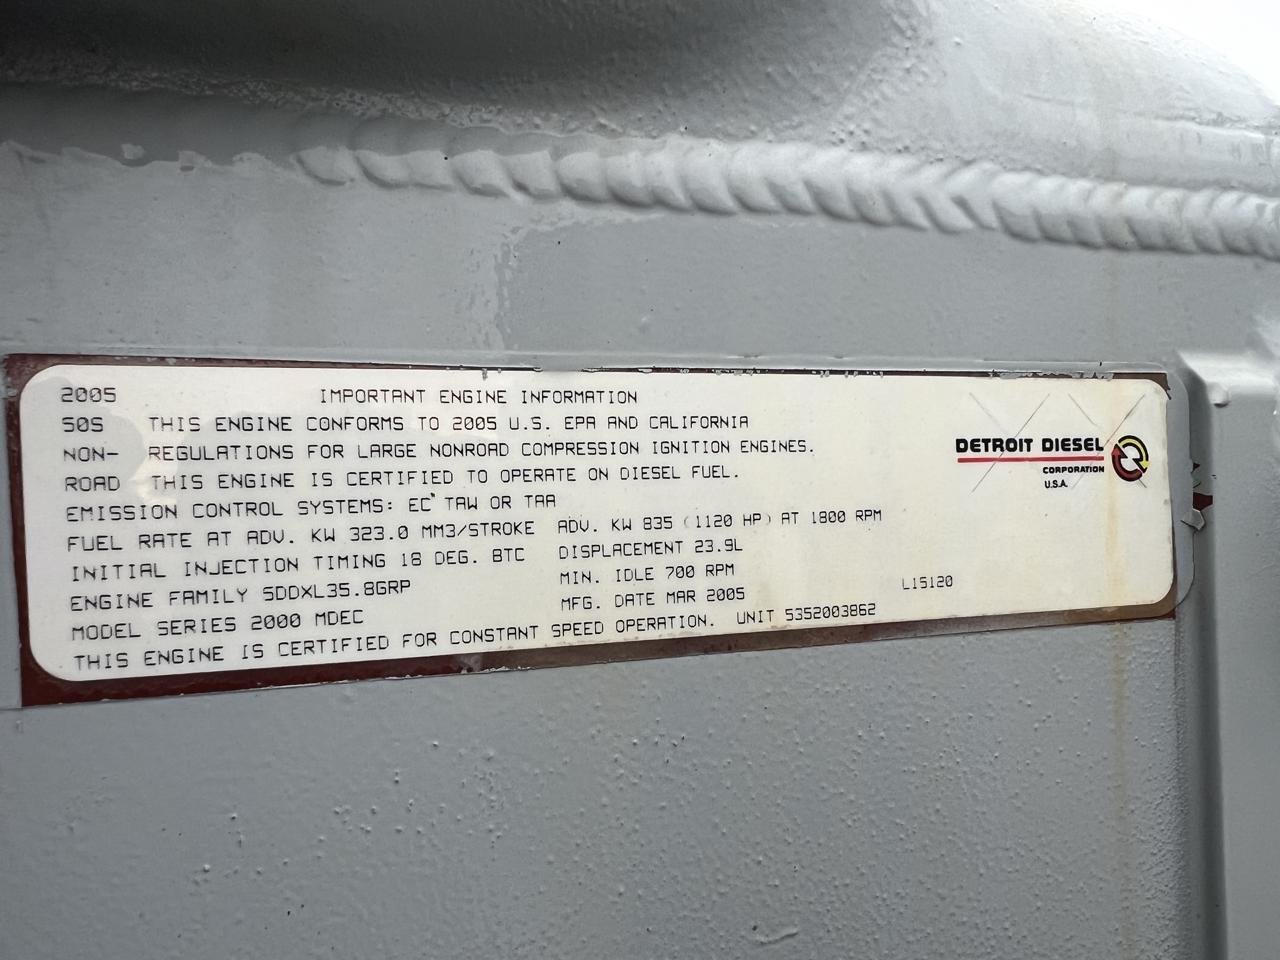 2005 IMPORTANT ENGINE INFORMATION
50S THIS ENGINE CONFORMS TO 2005 U.S. EPA AND CALIFORNIA
NON- REGULATIONS FOR LARGE NONROAD COMPRESSION IGNITION ENGINES.
ROAD THIS ENGINE IS CERTIFIED TO OPERATE ON DIESEL FUEL.
EMISSION CONTROL SYSTEMS: EC' TAW OR TAA
FUEL RATE AT ADV. KW 323.0 MM3/STROKE ADV. KW 835 (1120 HP) AT 1800 RPM
INITIAL INJECTION TIMING 18 DEG. BTC DISPLACEMENT 23.9L
ENGINE FAMILY 5DDXL35.8GRP MIN. IDLE 700 RPM
MODEL SERIES 2000 MDEC MFG. DATE MAR 2005 L15120
THIS ENGINE IS CERTIFIED FOR CONSTANT SPEED OPERATION. UNIT 5352003862
DETROIT DIESEL
CORPORATION
U.S.A.